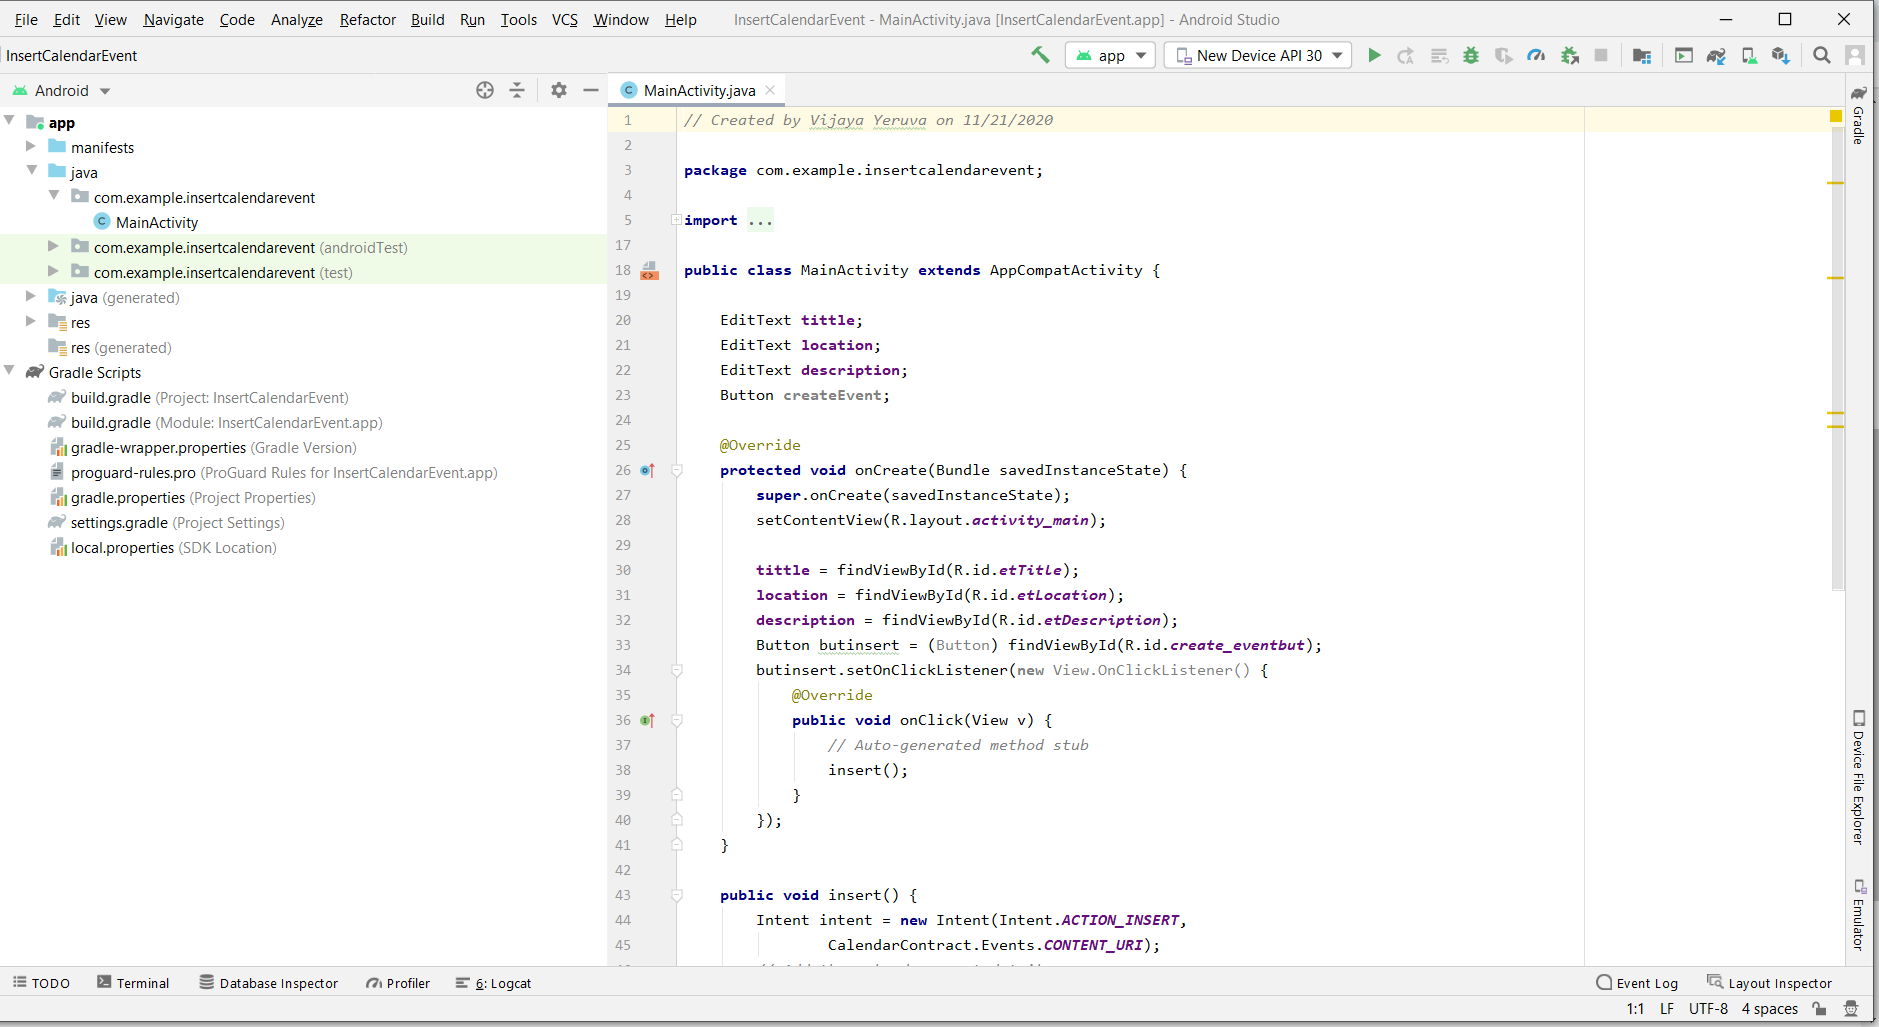 File Edit View Navigate Code Analyze Refactor Build Run Tools VCS Window Help InsertCalendarEvent - MainActivity.java [InsertCalendarEvent.app] - Android Studio
InsertCalendarEvent app New Device API 30
Android
app
manifests
java
com.example.insertcalendarevent
MainActivity
com.example.insertcalendarevent (androidTest)
com.example.insertcalendarevent (test)
java (generated)
res
res (generated)
Gradle Scripts
build.gradle (Project: InsertCalendarEvent)
build.gradle (Module: InsertCalendarEvent.app)
gradle-wrapper.properties (Gradle Version)
proguard-rules.pro (ProGuard Rules for InsertCalendarEvent.app)
gradle.properties (Project Properties)
settings.gradle (Project Settings)
local.properties (SDK Location)
MainActivity.java
1 // Created by Vijaya Yeruva on 11/21/2020
2
3 package com.example.insertcalendarevent;
4
5 import ...
17
18 public class MainActivity extends AppCompatActivity {
19
20 EditText tittle;
21 EditText location;
22 EditText description;
23 Button createEvent;
24
25 @Override
26 protected void onCreate(Bundle savedInstanceState) {
27 super.onCreate(savedInstanceState);
28 setContentView(R.layout.activity_main);
29
30 tittle = findViewById(R.id.etTitle);
31 location = findViewById(R.id.etLocation);
32 description = findViewById(R.id.etDescription);
33 Button butinsert = (Button) findViewById(R.id.create_eventbut);
34 butinsert.setOnClickListener(new View.OnClickListener() {
35 @Override
36 public void onClick(View v) {
37 // Auto-generated method stub
38 insert();
39 }
40 });
41 }
42
43 public void insert() {
44 Intent intent = new Intent(Intent.ACTION_INSERT,
45 CalendarContract.Events.CONTENT_URI);
Gradle
Device File Explorer
Emulator
TODO Terminal Database Inspector Profiler 6: Logcat Event Log Layout Inspector
1:1 LF UTF-8 4 spaces